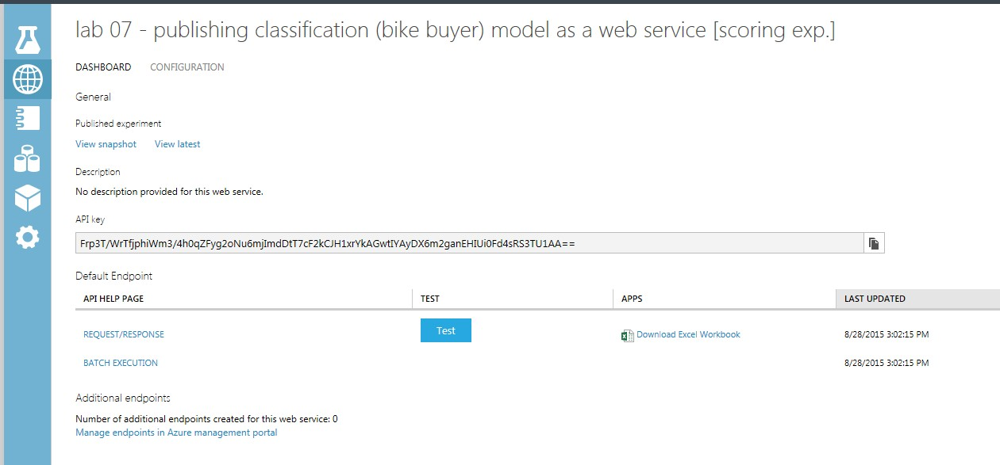 lab 07 - publishing classification (bike buyer) model as a web service [scoring exp.]
DASHBOARD CONFIGURATION
General
Published experiment
View snapshot View latest
Description
No description provided for this web service.
API key
Frp3T/WrTfjphiWm3/4h0qZFyg2oNu6mjImdDtT7cF2kCJH1xrYkAGwtIYAyDX6m2ganEHIUi0Fd4sRS3TU1AA==
Default Endpoint
API HELP PAGE TEST APPS LAST UPDATED
REQUEST/RESPONSE Test Download Excel Workbook 8/28/2015 3:02:15 PM
BATCH EXECUTION 8/28/2015 3:02:15 PM
Additional endpoints
Number of additional endpoints created for this web service: 0
Manage endpoints in Azure management portal